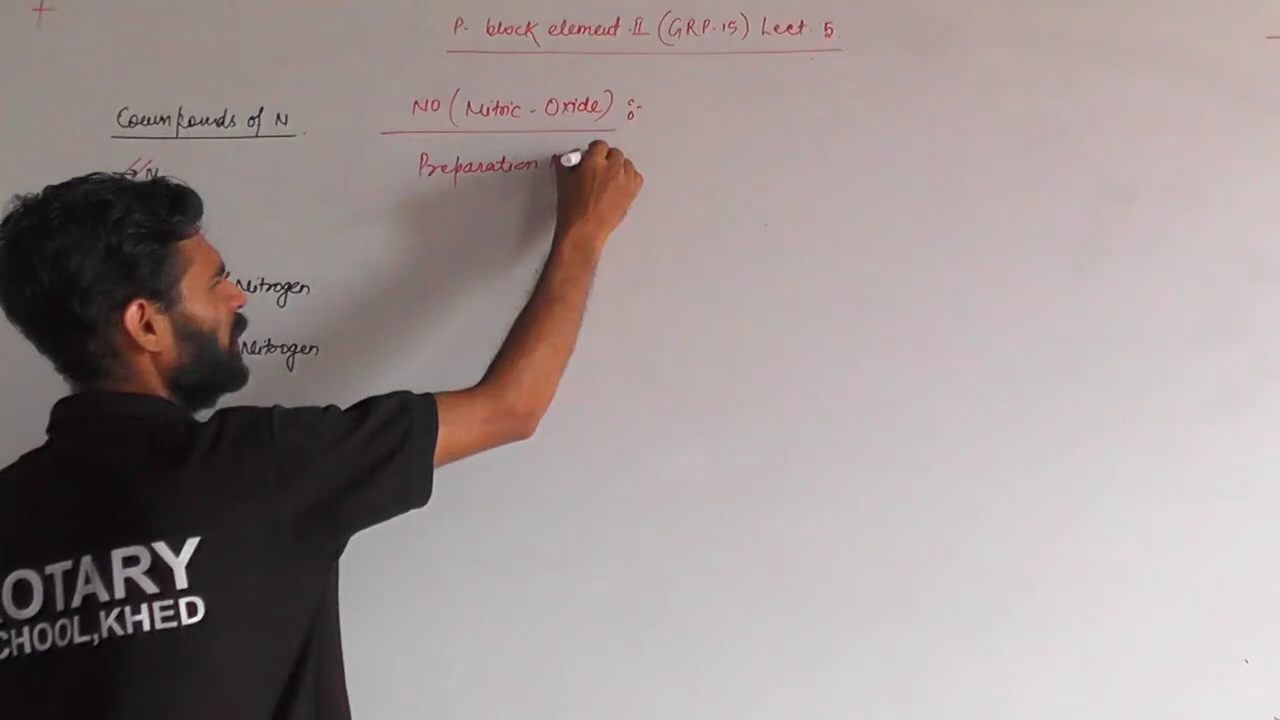 P- block element-II (GRP.15) Lect. 5.
Compounds of N
N
Nitrogen
Nitrogen
NO (Nitric - Oxide) :-
Preparation
OTARY
CHOOL,KHED